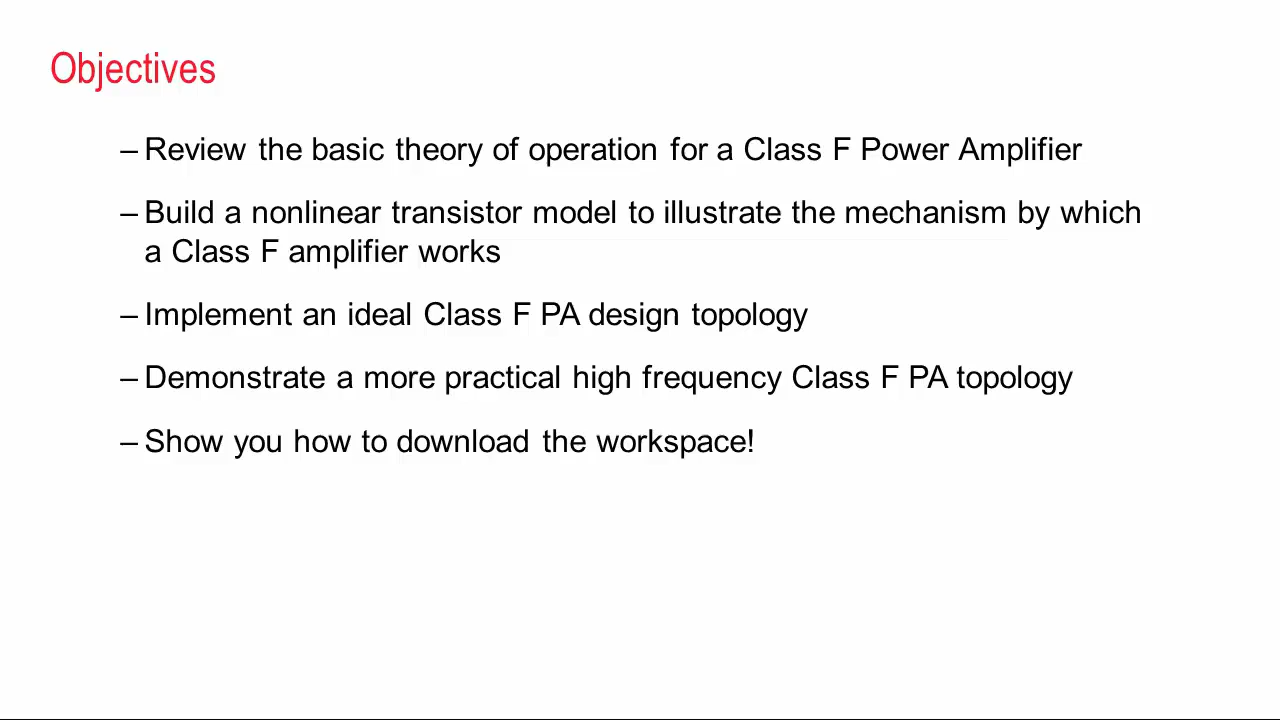 Objectives
– Review the basic theory of operation for a Class F Power Amplifier
– Build a nonlinear transistor model to illustrate the mechanism by which
a Class F amplifier works
– Implement an ideal Class F PA design topology
– Demonstrate a more practical high frequency Class F PA topology
– Show you how to download the workspace!